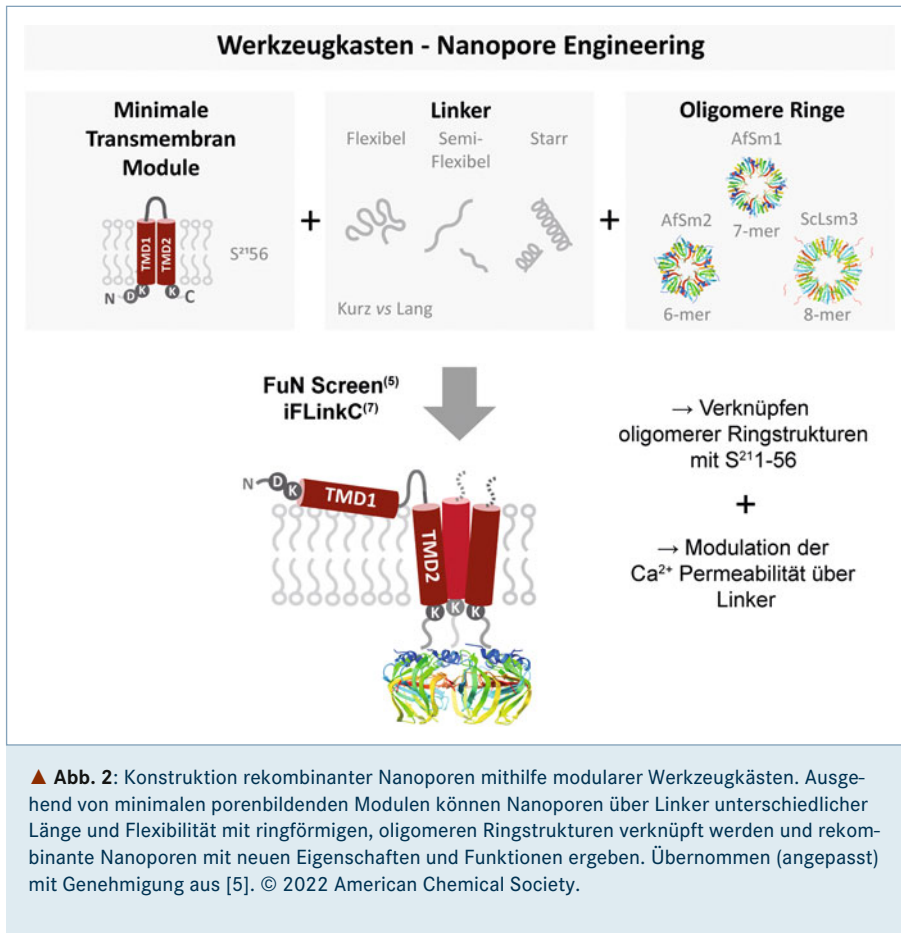 Werkzeugkasten - Nanopore Engineering
Minimale
Transmembran
Module
TMD1
TMD2
S²¹56
N
D
K
K
C
+
Linker
Flexibel
Semi-
Flexibel
Starr
Kurz vs Lang
+
Oligomere Ringe
AfSm1
7-mer
AfSm2
6-mer
ScLsm3
8-mer
FuN Screen⁽⁵⁾
iFLinkC⁽⁷⁾
N
D
K
TMD1
TMD2
K
K
K
→ Verknüpfen
oligomerer Ringstrukturen
mit S²¹1-56
+
→ Modulation der
Ca²⁺ Permeabilität über
Linker
▲ Abb. 2: Konstruktion rekombinanter Nanoporen mithilfe modularer Werkzeugkästen. Ausge-
hend von minimalen porenbildenden Modulen können Nanoporen über Linker unterschiedlicher
Länge und Flexibilität mit ringförmigen, oligomeren Ringstrukturen verknüpft werden und rekom-
binante Nanoporen mit neuen Eigenschaften und Funktionen ergeben. Übernommen (angepasst)
mit Genehmigung aus [5]. © 2022 American Chemical Society.